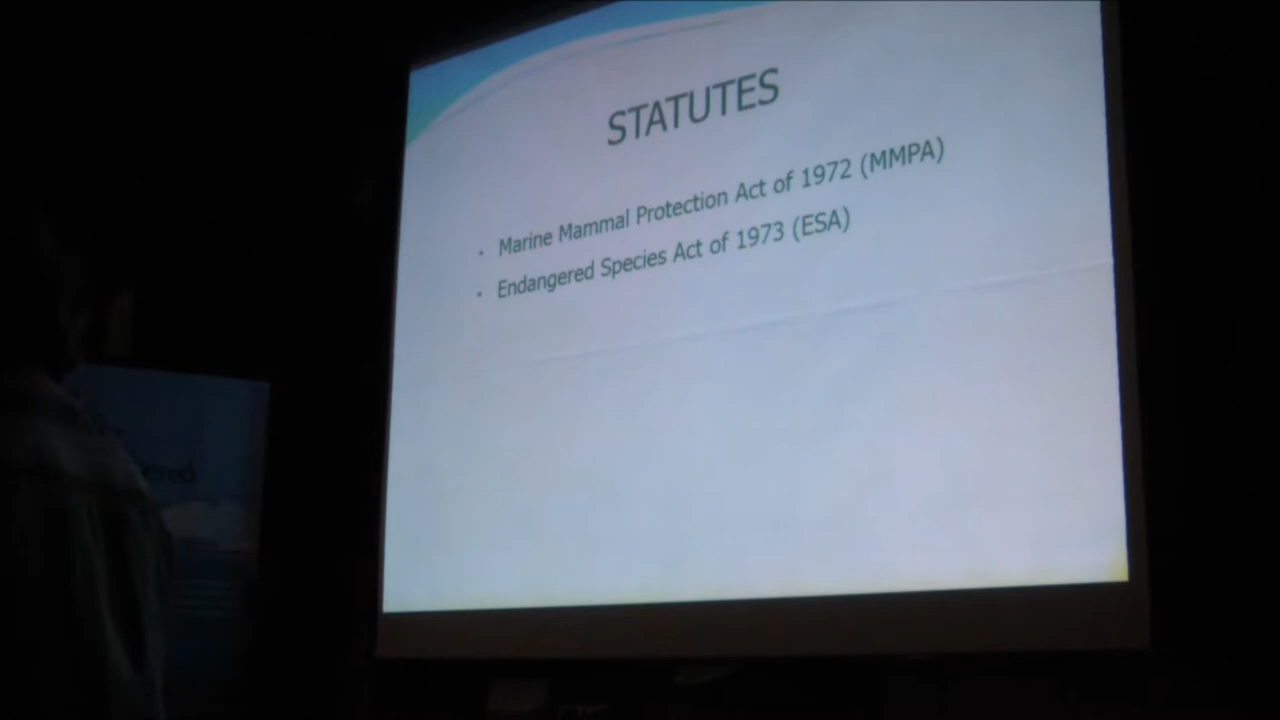 STATUTES
· Marine Mammal Protection Act of 1972 (MMPA)
· Endangered Species Act of 1973 (ESA)